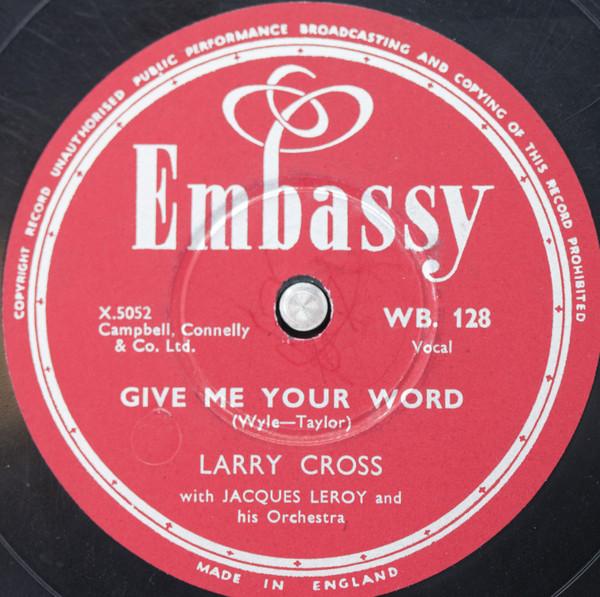 COPYRIGHT RECORD UNAUTHORISED PUBLIC PERFORMANCE BROADCASTING AND COPYING OF THIS RECORD PROHIBITED
Embassy
X.5052
Campbell, Connelly
& Co. Ltd.
WB. 128
Vocal
GIVE ME YOUR WORD
(Wyle—Taylor)
LARRY CROSS
with JACQUES LEROY and
his Orchestra
MADE IN ENGLAND